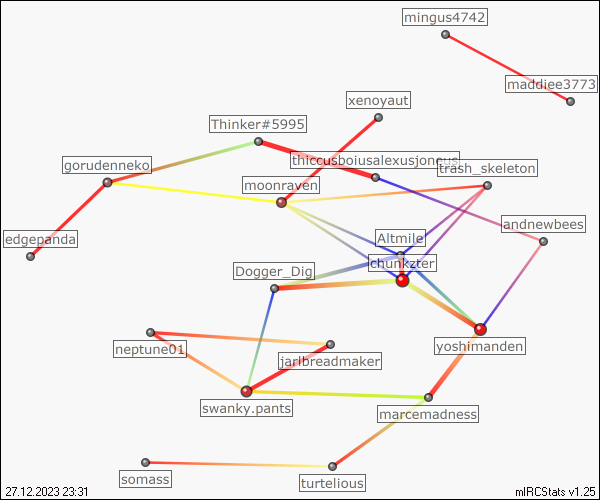 mingus4742
maddiee3773
xenoyaut
Thinker#5995
thiccusboiusalexusjoncus
gorudenneko
trash_skeleton
moonraven
andnewbees
edgepanda
Altmile
chunkzter
Dogger_Dig
neptune01
yoshimanden
jarlbreadmaker
swanky.pants
marcemadness
somass
turtelious
27.12.2023 23:31
mIRCStats v1.25